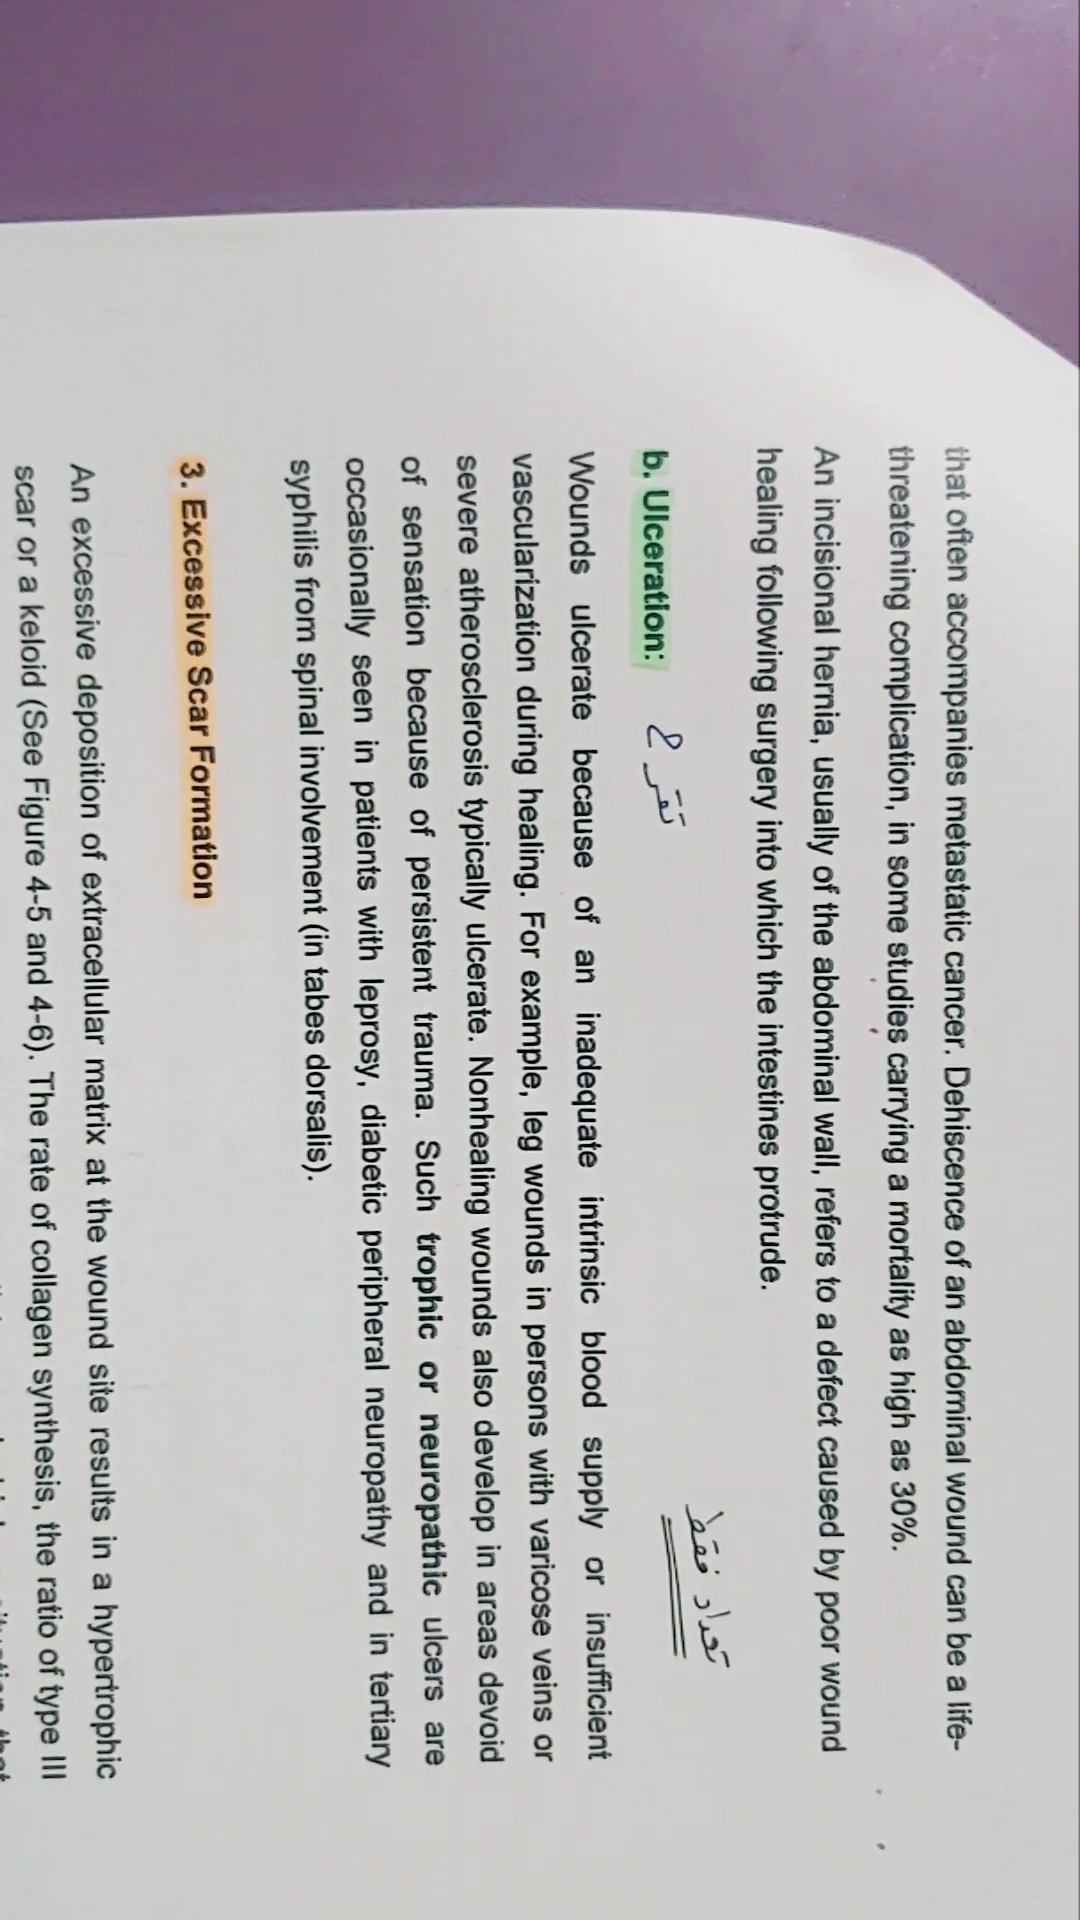 that often accompanies metastatic cancer. Dehiscence of an abdominal wound can be a life-
threatening complication, in some studies carrying a mortality as high as 30%.
An incisional hernia, usually of the abdominal wall, refers to a defect caused by poor wound
healing following surgery into which the intestines protrude.
تعداد فقط
b. Ulceration:
Wounds ulcerate because of an inadequate intrinsic blood supply or insufficient
vascularization during healing. For example, leg wounds in persons with varicose veins or
severe atherosclerosis typically ulcerate. Nonhealing wounds also develop in areas devoid
of sensation because of persistent trauma. Such trophic or neuropathic ulcers are
occasionally seen in patients with leprosy, diabetic peripheral neuropathy and in tertiary
syphilis from spinal involvement (in tabes dorsalis).
3. Excessive Scar Formation
An excessive deposition of extracellular matrix at the wound site results in a hypertrophic
scar or a keloid (See Figure 4-5 and 4-6). The rate of collagen synthesis, the ratio of type III